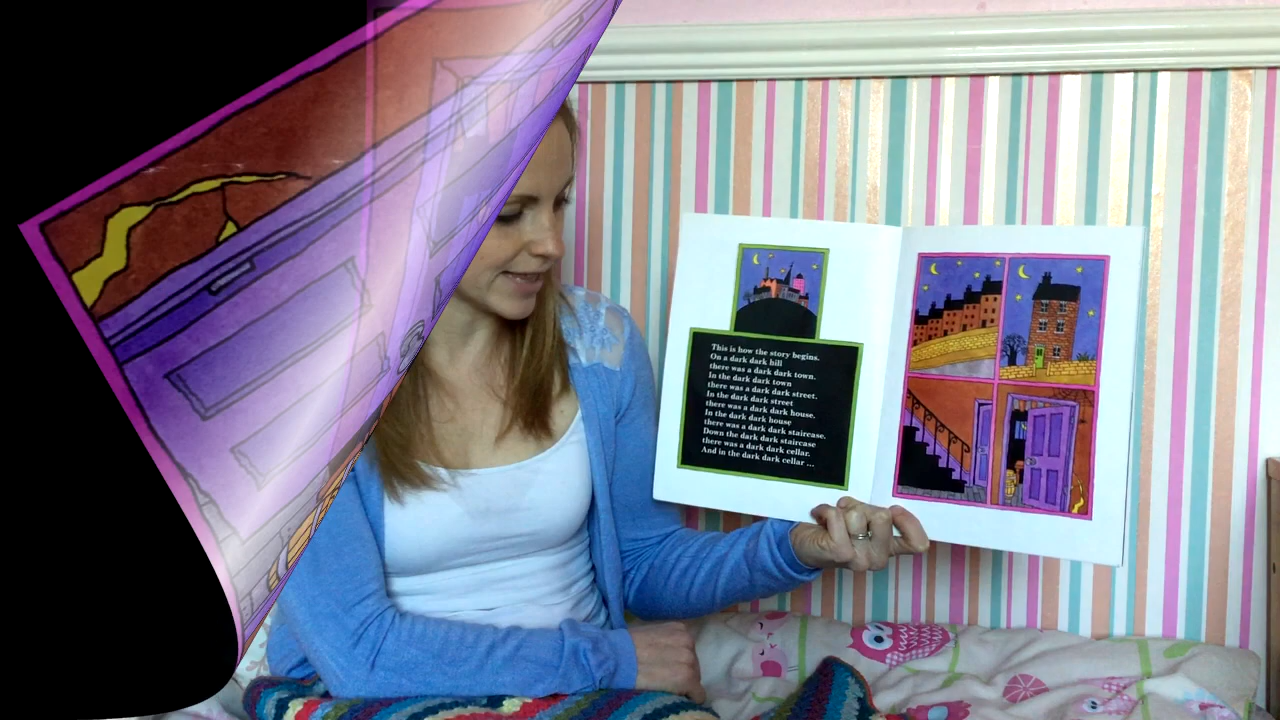 This is how the story begins.
On a dark dark hill
there was a dark dark town.
In the dark dark town
there was a dark dark street.
In the dark dark street
there was a dark dark house.
In the dark dark house
there was a dark dark staircase.
Down the dark dark staircase
there was a dark dark cellar.
And in the dark dark cellar ...